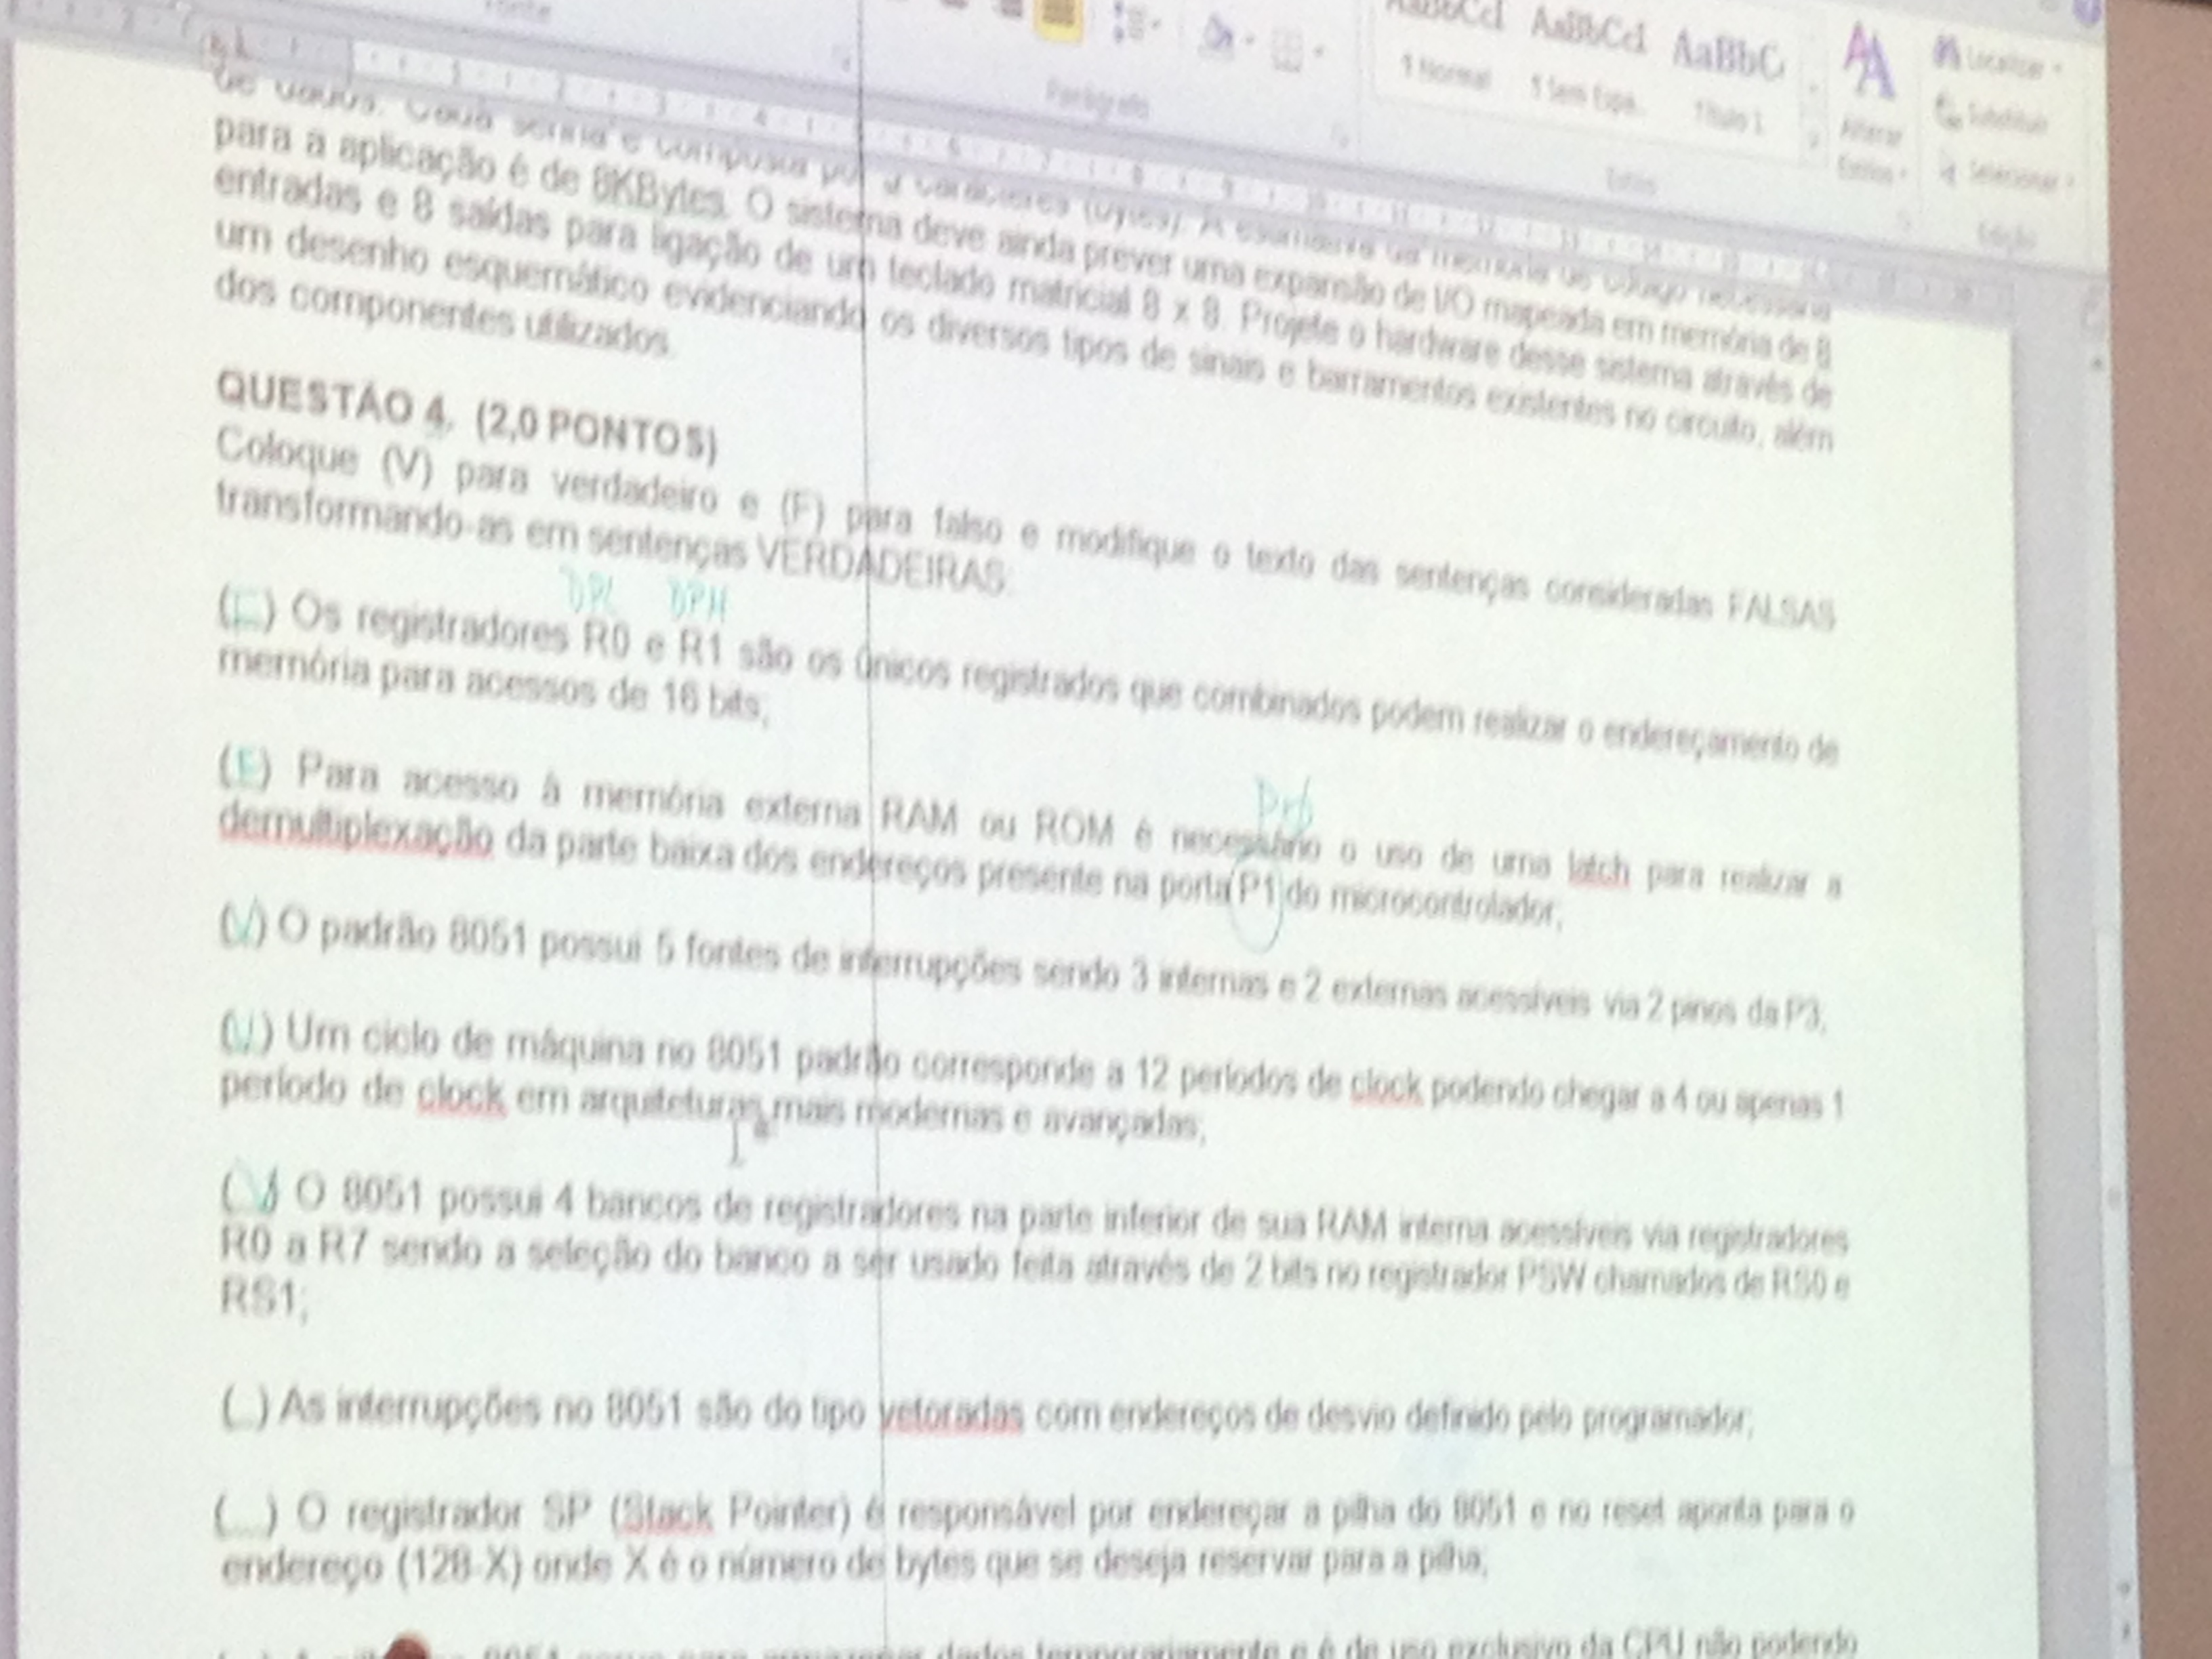 AaBbCcI AaBbCcI AaBbC
¶ Normal ¶ Sem Espa... Título 1
Alterar Estilos
Localizar
Substituir
Selecionar
Parágrafo
Estilo
Edição
de dados. Cada senha é composta por caracteres (bytes). A estimativa da memória de código necessária
para a aplicação é de 8KBytes. O sistema deve ainda prever uma expansão de I/O mapeada em memória de 8
entradas e 8 saídas para ligação de um teclado matricial 8 x 8. Projete o hardware desse sistema através de
um desenho esquemático evidenciando os diversos tipos de sinais e barramentos existentes no circuito, além
dos componentes utilizados.
QUESTÃO 4. (2,0 PONTOS)
Coloque (V) para verdadeiro e (F) para falso e modifique o texto das sentenças consideradas FALSAS
transformando-as em sentenças VERDADEIRAS:
DPL DPH
(F) Os registradores R0 e R1 são os únicos registrados que combinados podem realizar o endereçamento de
memória para acessos de 16 bits;
(F) Para acesso à memória externa RAM ou ROM é necessário o uso de uma latch para realizar a
demultiplexação da parte baixa dos endereços presente na porta P1 do microcontrolador;
(V) O padrão 8051 possui 5 fontes de interrupções sendo 3 internas e 2 externas acessíveis via 2 pinos da P3;
(V) Um ciclo de máquina no 8051 padrão corresponde a 12 períodos de clock podendo chegar a 4 ou apenas 1
período de clock em arquiteturas mais modernas e avançadas;
(V) O 8051 possui 4 bancos de registradores na parte inferior de sua RAM interna acessíveis via registradores
R0 a R7 sendo a seleção do banco a ser usado feita através de 2 bits no registrador PSW chamados de RS0 e
RS1;
(_) As interrupções no 8051 são do tipo vetoradas com endereços de desvio definido pelo programador;
(__) O registrador SP (Stack Pointer) é responsável por endereçar a pilha do 8051 e no reset aponta para o
endereço (128-X) onde X é o número de bytes que se deseja reservar para a pilha;
8051 dados temporariamente e é de uso exclusivo da CPU não podendo